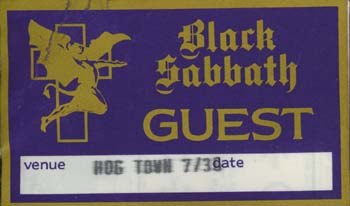 Black
Sabbath
GUEST
venue HOG TOWN 7/30 date